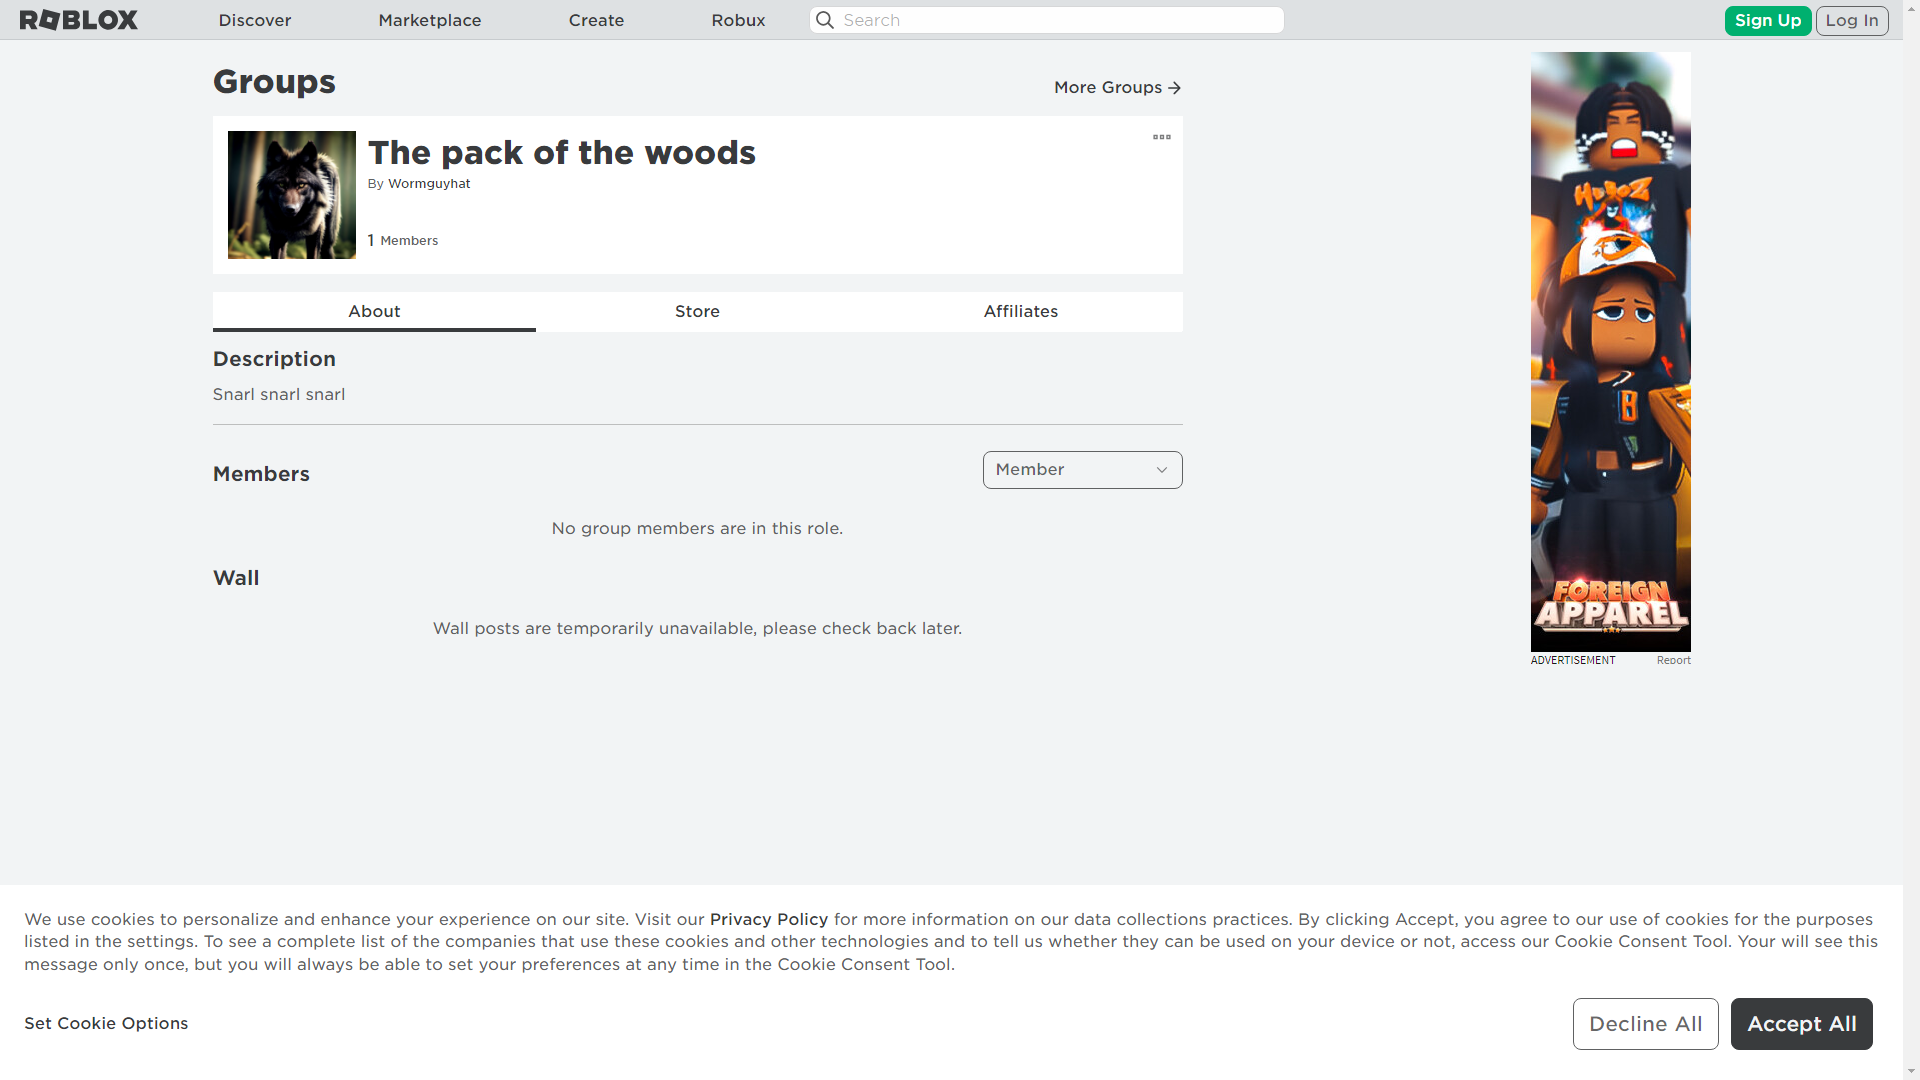 ROBLOX
Discover
Marketplace
Create
Robux
Search
Sign Up
Log In
Groups
More Groups
The pack of the woods
By Wormguyhat
1 Members
About
Store
Affiliates
Description
Snarl snarl snarl
Members
Member
No group members are in this role.
Wall
Wall posts are temporarily unavailable, please check back later.
FOREIGN
APPAREL
ADVERTISEMENT
Report
We use cookies to personalize and enhance your experience on our site. Visit our Privacy Policy for more information on our data collections practices. By clicking Accept, you agree to our use of cookies for the purposes
listed in the settings. To see a complete list of the companies that use these cookies and other technologies and to tell us whether they can be used on your device or not, access our Cookie Consent Tool. Your will see this
message only once, but you will always be able to set your preferences at any time in the Cookie Consent Tool.
Set Cookie Options
Decline All
Accept All